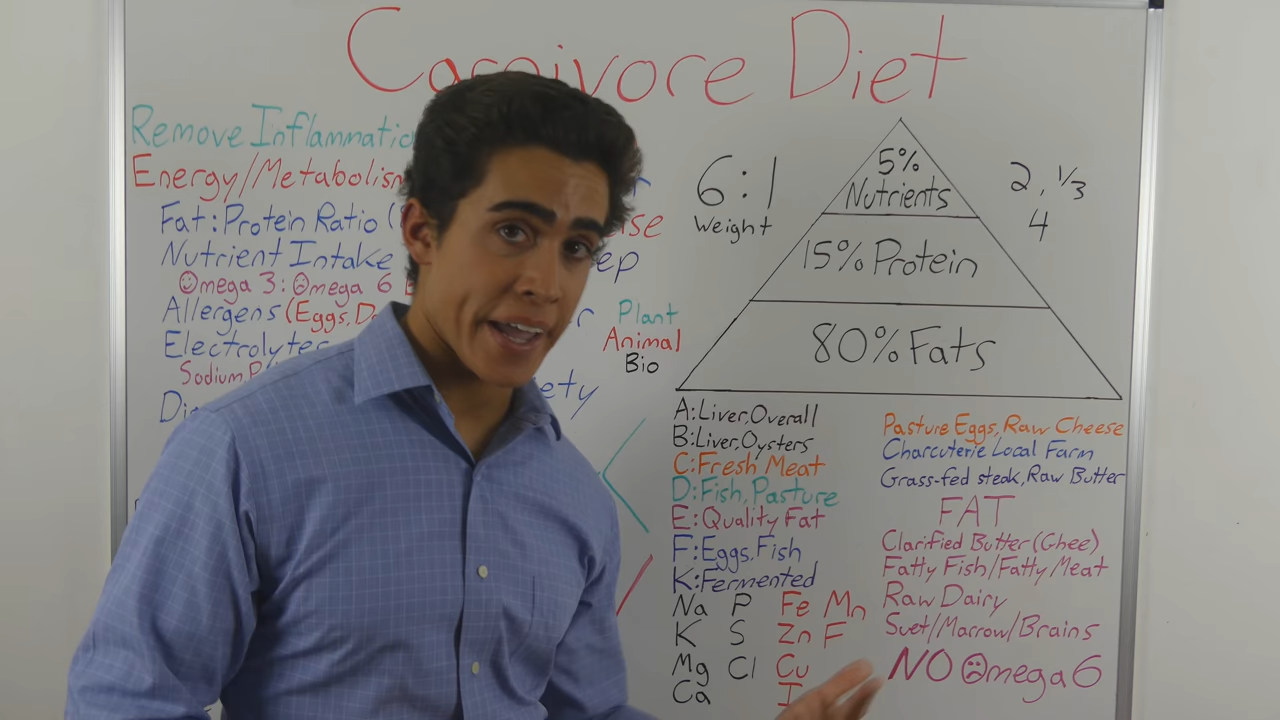 Carnivore Diet
Remove
Energy/Metabolism
Fat:Protein Ratio (
Nutrient Intake
Omega 3: Omega 6
Allergens (Eggs,
Electrolytes
Sodium,
6:1
Weight
5%
Nutrients
2, 1/3
4
15% Protein
80% Fats
Plant
Animal
Bio
A:Liver,Overall
B:Liver,Oysters
C:Fresh Meat
D:Fish,Pasture
E:Quality Fat
F:Eggs,Fish
K:Fermented
Na P Fe Mn
K S Zn F
Mg Cl Cu
Ca I
Pasture Eggs, Raw Cheese
Charcuterie Local Farm
Grass-fed steak, Raw Butter
FAT
Clarified Butter (Ghee)
Fatty Fish/Fatty Meat
Raw Dairy
Suet/Marrow/Brains
NO Omega 6